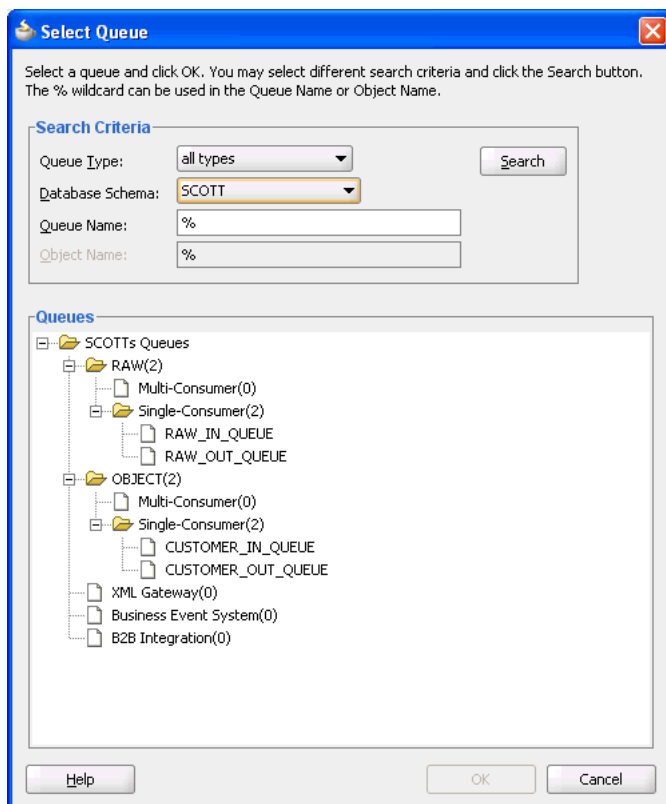 Select Queue
Select a queue and click OK. You may select different search criteria and click the Search button.
The % wildcard can be used in the Queue Name or Object Name.
Search Criteria
Queue Type: all types Search
Database Schema: SCOTT
Queue Name: %
Object Name: %
Queues
SCOTTs Queues
RAW(2)
Multi-Consumer(0)
Single-Consumer(2)
RAW_IN_QUEUE
RAW_OUT_QUEUE
OBJECT(2)
Multi-Consumer(0)
Single-Consumer(2)
CUSTOMER_IN_QUEUE
CUSTOMER_OUT_QUEUE
XML Gateway(0)
Business Event System(0)
B2B Integration(0)
Help OK Cancel